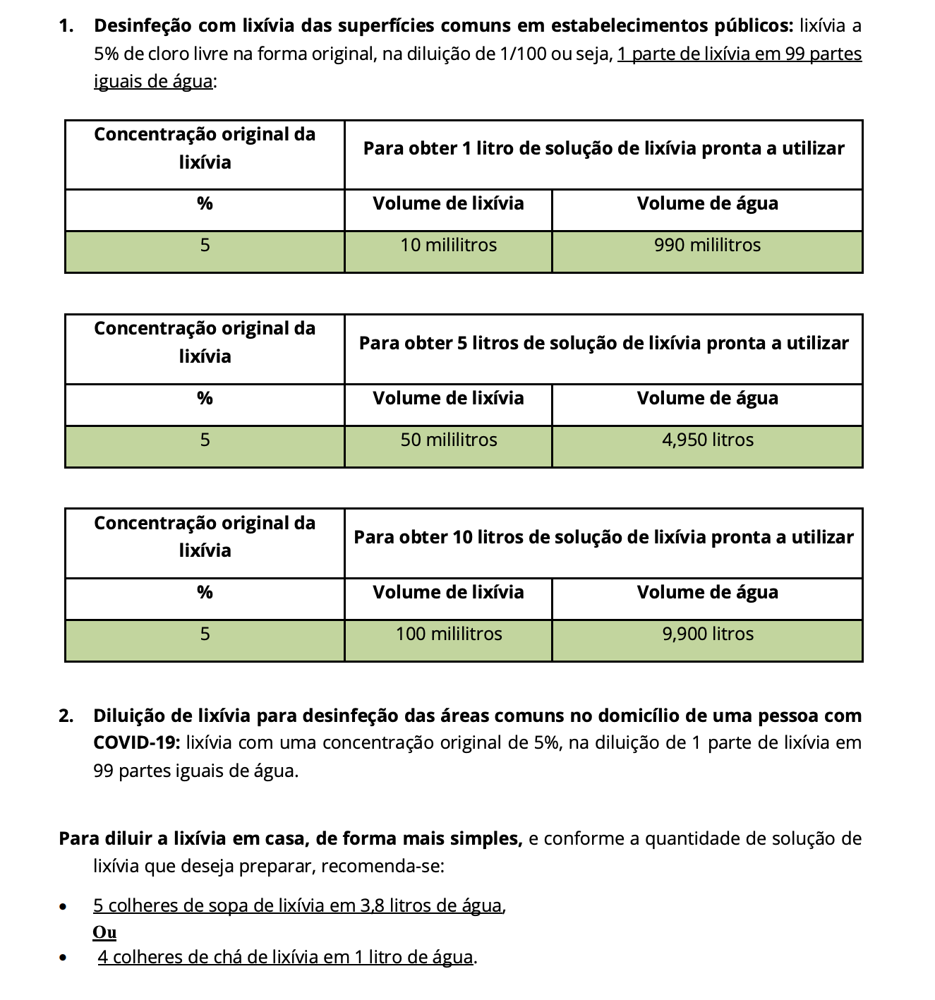 1. Desinfeção com lixívia das superfícies comuns em estabelecimentos públicos: lixívia a
5% de cloro livre na forma original, na diluição de 1/100 ou seja, 1 parte de lixívia em 99 partes
iguais de água:
Concentração original da
lixívia
Para obter 1 litro de solução de lixívia pronta a utilizar
% Volume de lixívia Volume de água
5 10 mililitros 990 mililitros
Concentração original da
lixívia
Para obter 5 litros de solução de lixívia pronta a utilizar
% Volume de lixívia Volume de água
5 50 mililitros 4,950 litros
Concentração original da
lixívia
Para obter 10 litros de solução de lixívia pronta a utilizar
% Volume de lixívia Volume de água
5 100 mililitros 9,900 litros
2. Diluição de lixívia para desinfeção das áreas comuns no domicílio de uma pessoa com
COVID-19: lixívia com uma concentração original de 5%, na diluição de 1 parte de lixívia em
99 partes iguais de água.
Para diluir a lixívia em casa, de forma mais simples, e conforme a quantidade de solução de
lixívia que deseja preparar, recomenda-se:
• 5 colheres de sopa de lixívia em 3,8 litros de água,
Ou
• 4 colheres de chá de lixívia em 1 litro de água.